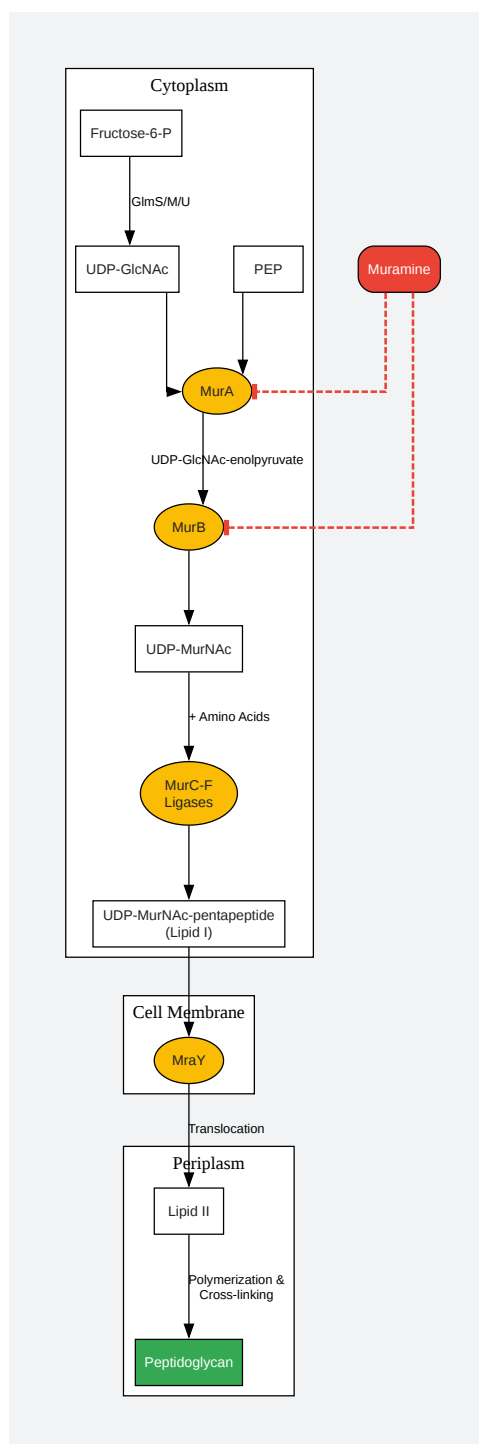 Cytoplasm
Fructose-6-P
GlmS/M/U
UDP-GlcNAc
PEP
Muramine
MurA
UDP-GlcNAc-enolpyruvate
MurB
UDP-MurNAc
+ Amino Acids
MurC-F
Ligases
UDP-MurNAc-pentapeptide
(Lipid I)
Cell Membrane
MraY
Translocation
Periplasm
Lipid II
Polymerization &
Cross-linking
Peptidoglycan